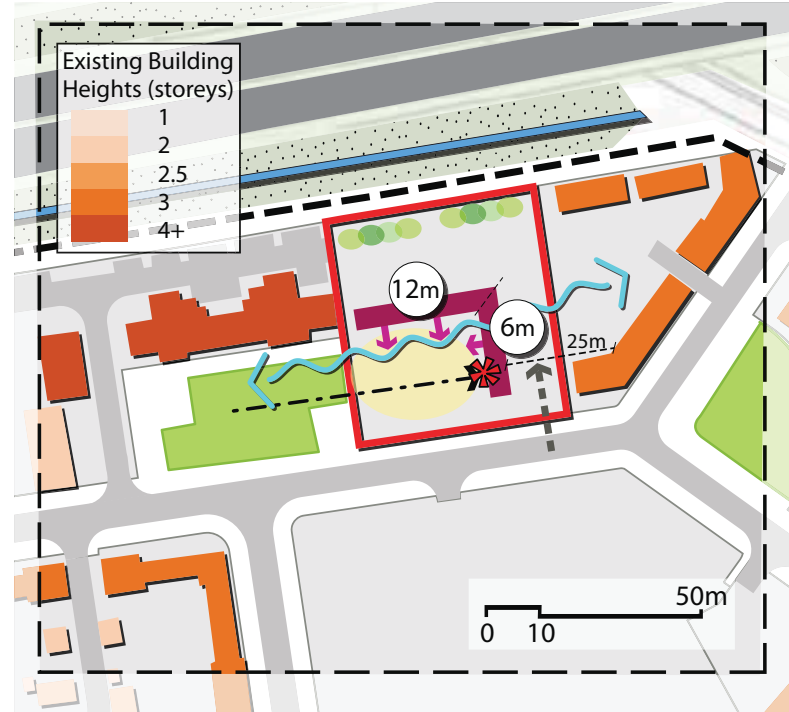 Existing Building
Heights (storeys)
1
2
2.5
3
4+
12m
6m
25m
50m
0
10